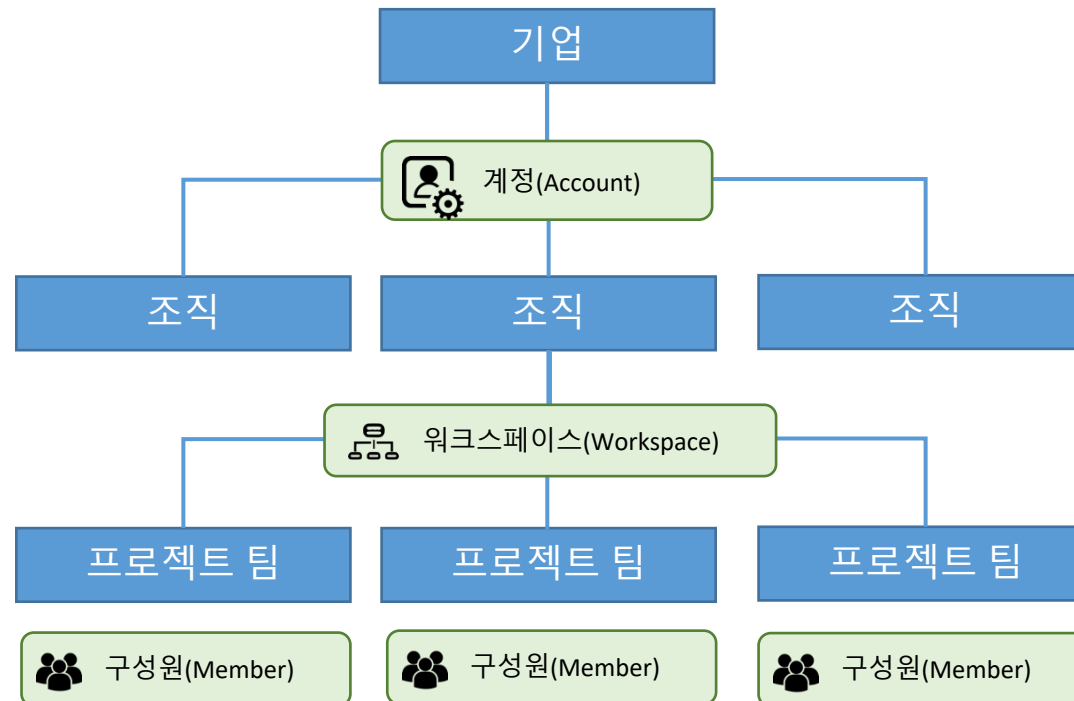 기업
계정(Account)
조직
조직
조직
워크스페이스(Workspace)
프로젝트 팀
프로젝트 팀
프로젝트 팀
구성원(Member)
구성원(Member)
구성원(Member)